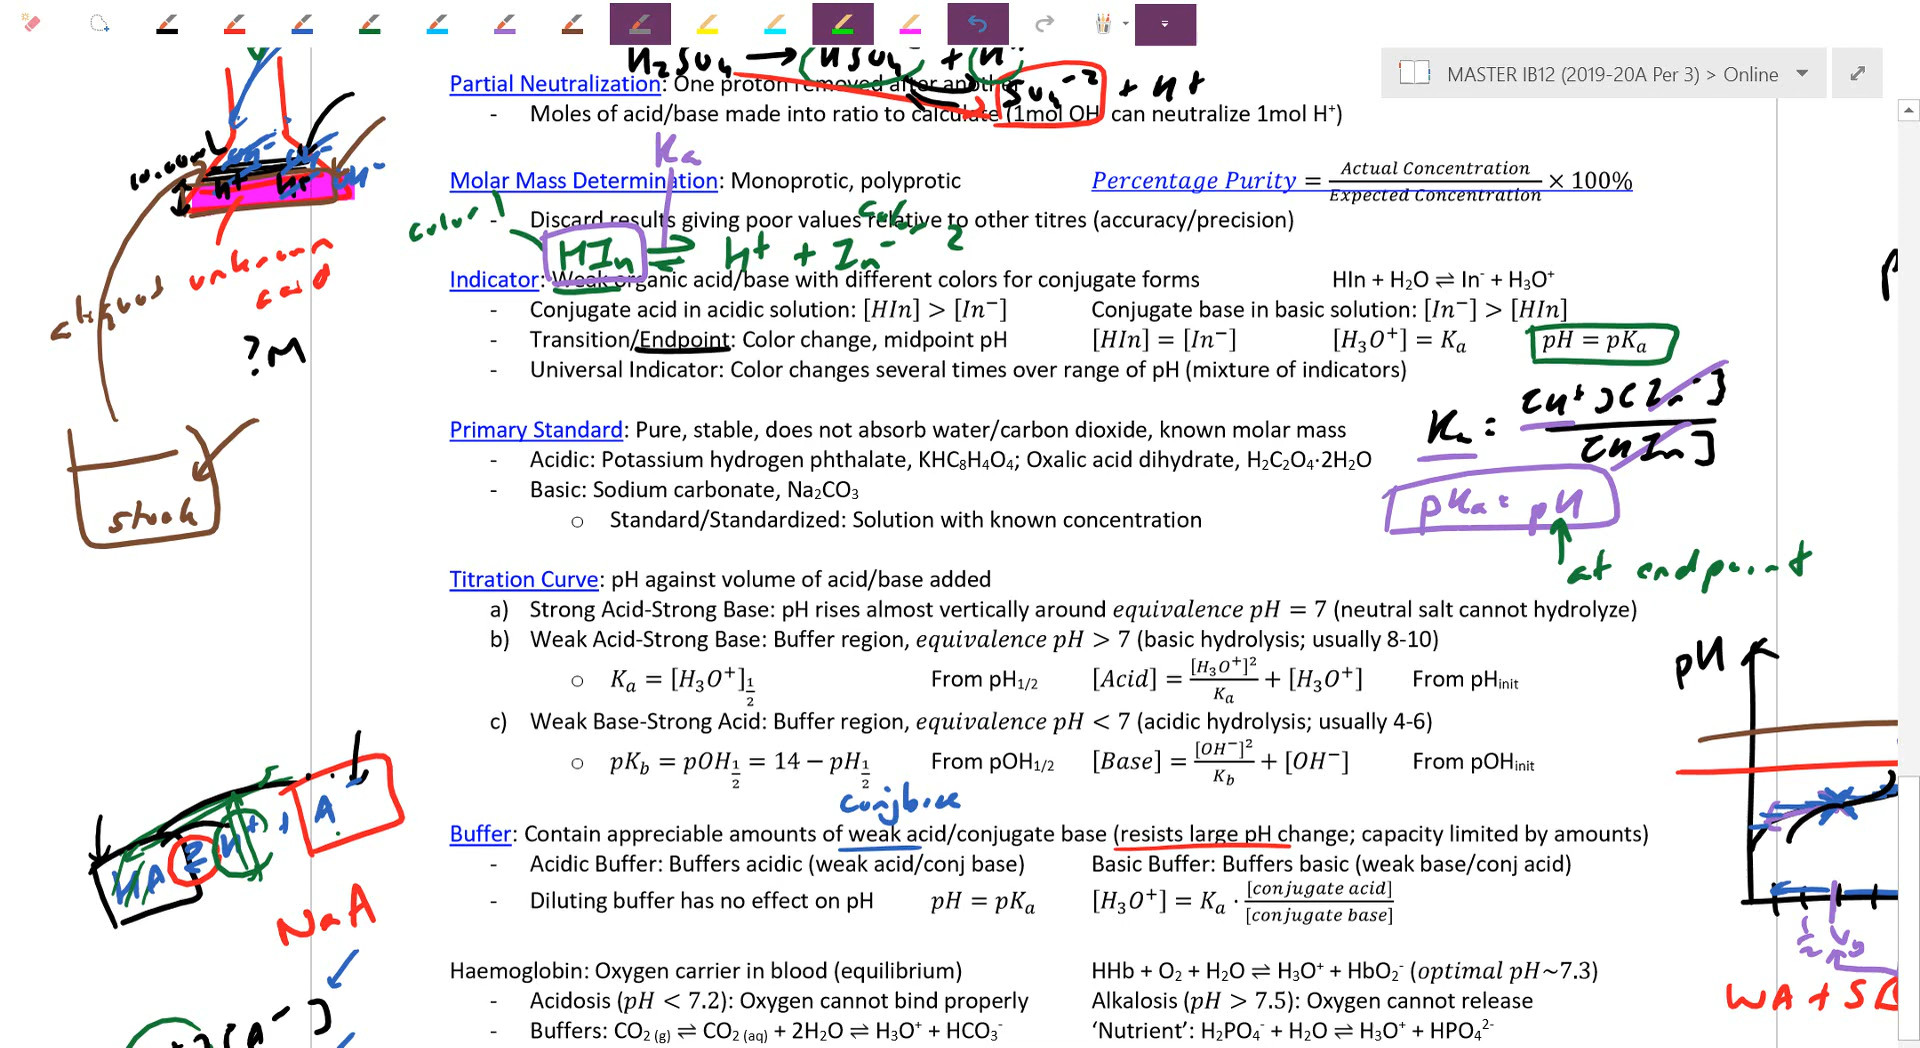 MASTER IB12 (2019-20A Per 3) > Online
H₂SO₄ → HSO₄⁻ + H⁺
Partial Neutralization: One proton removed after another
SO₄⁻² + H⁺
- Moles of acid/base made into ratio to calculate (1mol OH⁻ can neutralize 1mol H⁺)
10.00mL
H⁺ H⁺ OH⁻
Ka
Molar Mass Determination: Monoprotic, polyprotic
Percentage Purity = Actual Concentration / Expected Concentration × 100%
- Discard results giving poor values relative to other titres (accuracy/precision)
color 1
color 2
HIn ⇌ H⁺ + In⁻
unknown acid
aliquot
?M
stock
Indicator: Weak organic acid/base with different colors for conjugate forms HIn + H₂O ⇌ In⁻ + H₃O⁺
- Conjugate acid in acidic solution: [HIn] > [In⁻] Conjugate base in basic solution: [In⁻] > [HIn]
- Transition/Endpoint: Color change, midpoint pH [HIn] = [In⁻] [H₃O⁺] = Kₐ pH = pKₐ
- Universal Indicator: Color changes several times over range of pH (mixture of indicators)
Ka = [H⁺][In⁻] / [HIn]
pKa = pH
at endpoint
Primary Standard: Pure, stable, does not absorb water/carbon dioxide, known molar mass
- Acidic: Potassium hydrogen phthalate, KHC₈H₄O₄; Oxalic acid dihydrate, H₂C₂O₄·2H₂O
- Basic: Sodium carbonate, Na₂CO₃
o Standard/Standardized: Solution with known concentration
Titration Curve: pH against volume of acid/base added
a) Strong Acid-Strong Base: pH rises almost vertically around equivalence pH = 7 (neutral salt cannot hydrolyze)
b) Weak Acid-Strong Base: Buffer region, equivalence pH > 7 (basic hydrolysis; usually 8-10)
o Kₐ = [H₃O⁺]½ From pH1/2 [Acid] = [H₃O⁺]² / Kₐ + [H₃O⁺] From pHinit
c) Weak Base-Strong Acid: Buffer region, equivalence pH < 7 (acidic hydrolysis; usually 4-6)
o pK_b = pOH½ = 14 − pH½ From pOH1/2 [Base] = [OH⁻]² / K_b + [OH⁻] From pOHinit
conj base
Buffer: Contain appreciable amounts of weak acid/conjugate base (resists large pH change; capacity limited by amounts)
- Acidic Buffer: Buffers acidic (weak acid/conj base) Basic Buffer: Buffers basic (weak base/conj acid)
- Diluting buffer has no effect on pH pH = pKₐ [H₃O⁺] = Kₐ · [conjugate acid] / [conjugate base]
HA ⇌ H⁺ + A⁻
NaA
[A⁻]
pH
½
WA + SB
Haemoglobin: Oxygen carrier in blood (equilibrium) HHb + O₂ + H₂O ⇌ H₃O⁺ + HbO₂⁻ (optimal pH~7.3)
- Acidosis (pH < 7.2): Oxygen cannot bind properly Alkalosis (pH > 7.5): Oxygen cannot release
- Buffers: CO₂ (g) ⇌ CO₂ (aq) + 2H₂O ⇌ H₃O⁺ + HCO₃⁻ ‘Nutrient’: H₂PO₄⁻ + H₂O ⇌ H₃O⁺ + HPO₄²⁻